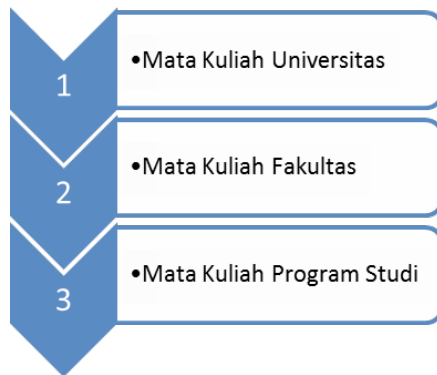 1
•Mata Kuliah Universitas
2
•Mata Kuliah Fakultas
3
•Mata Kuliah Program Studi